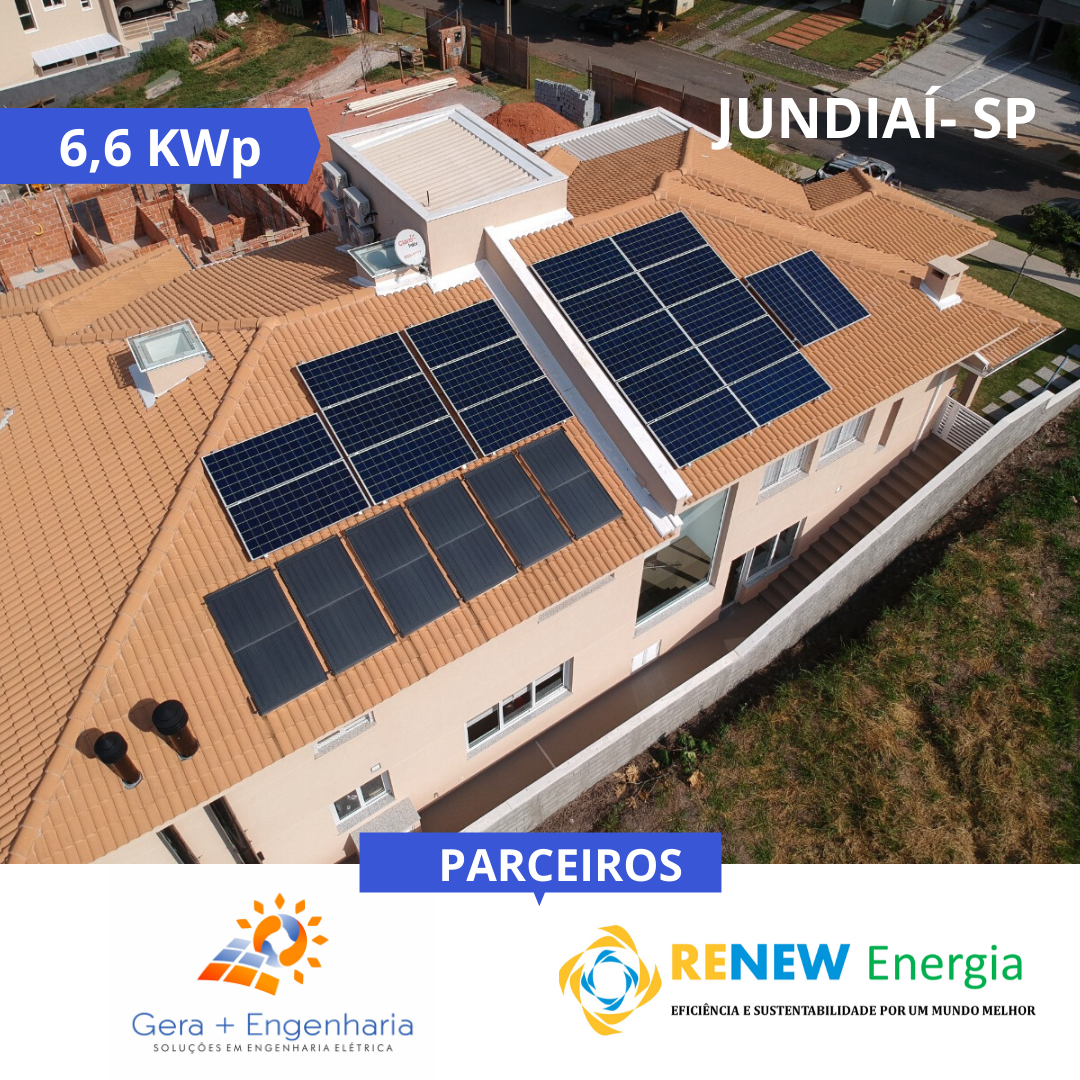 6,6 KWp
JUNDIAÍ- SP
Claro
PARCEIROS
Gera + Engenharia
SOLUÇÕES EM ENGENHARIA ELÉTRICA
RENEW Energia
EFICIÊNCIA E SUSTENTABILIDADE POR UM MUNDO MELHOR